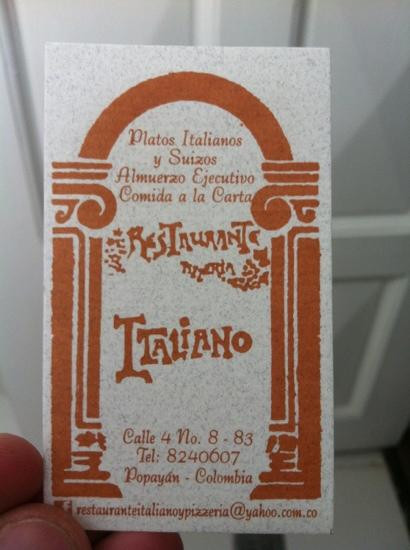 Platos Italianos
y Suizos
Almuerzo Ejecutivo
Comida a la Carta
RESTAURANTE
PIZZERIA
ITALIANO
Calle 4 No. 8 - 83
Tel: 8240607
Popayán - Colombia
f restauranteitalianoypizzeria@yahoo.com.co